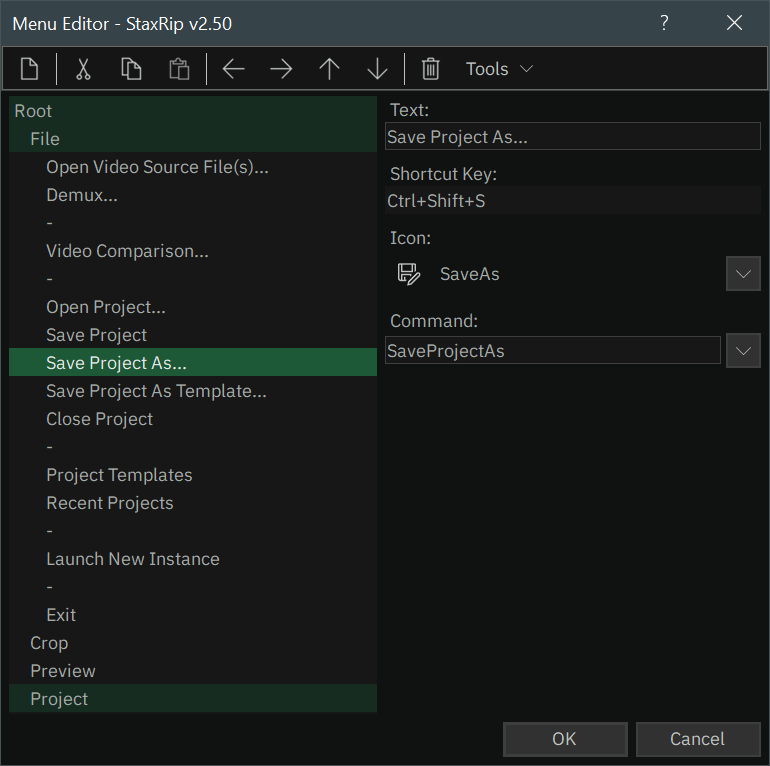 Menu Editor - StaxRip v2.50
?
Tools
Root
File
Open Video Source File(s)...
Demux...
-
Video Comparison...
-
Open Project...
Save Project
Save Project As...
Save Project As Template...
Close Project
-
Project Templates
Recent Projects
-
Launch New Instance
-
Exit
Crop
Preview
Project
Text:
Save Project As...
Shortcut Key:
Ctrl+Shift+S
Icon:
SaveAs
Command:
SaveProjectAs
OK
Cancel